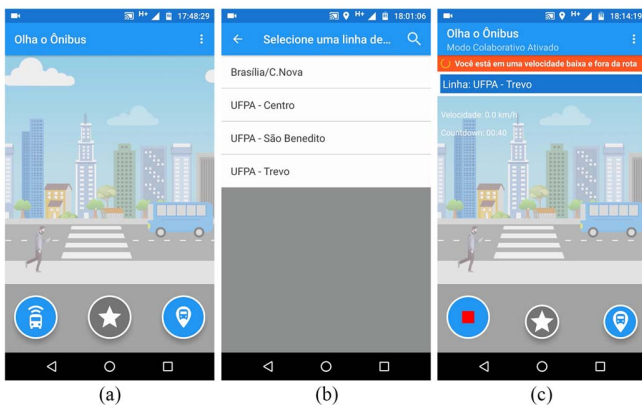 H+ 17:48:29
Olha o Ônibus
(a)
H+ 18:01:06
Selecione uma linha de...
Brasília/C.Nova
UFPA - Centro
UFPA - São Benedito
UFPA - Trevo
(b)
H+ 18:14:19
Olha o Ônibus
Modo Colaborativo Ativado
Você está em uma velocidade baixa e fora da rota
Linha: UFPA - Trevo
Velocidade: 0.0 km/h
Countdown: 00:40
(c)